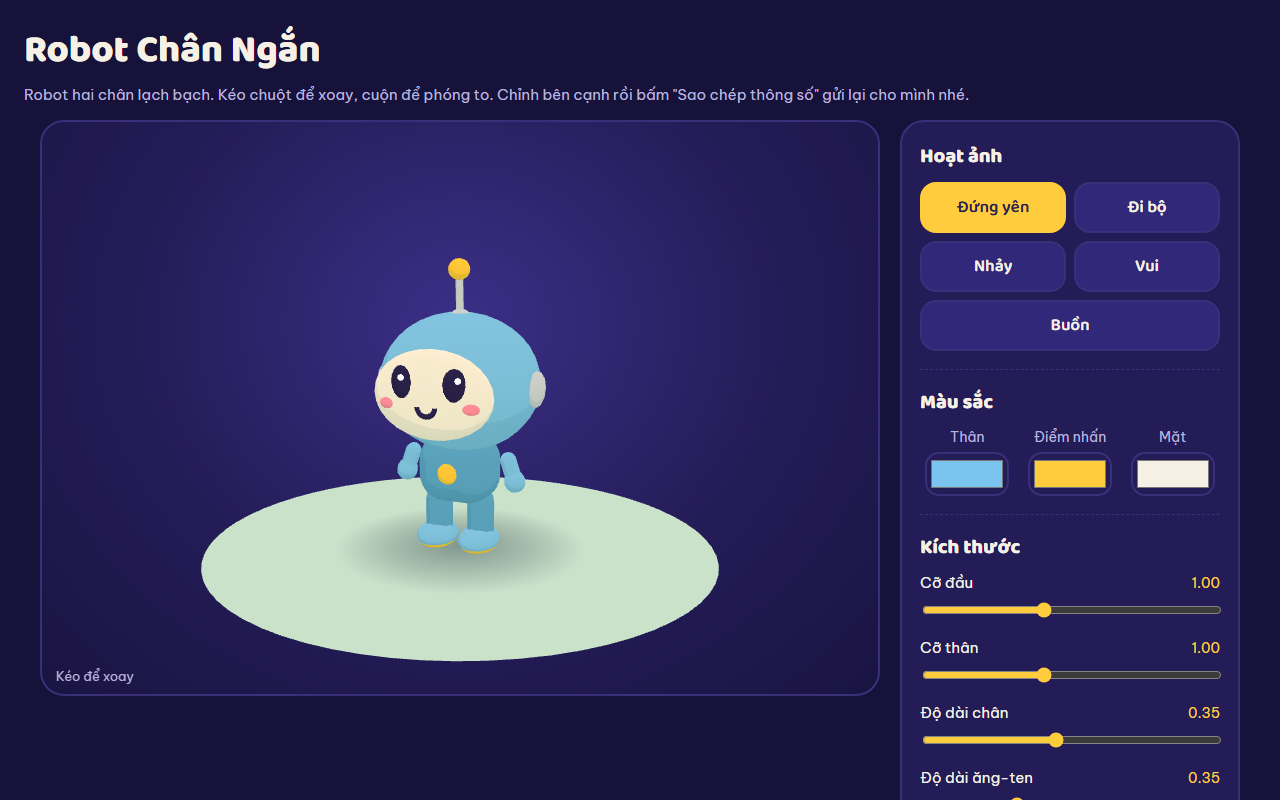 Robot Chân Ngắn
Robot hai chân lạch bạch. Kéo chuột để xoay, cuộn để phóng to. Chỉnh bên cạnh rồi bấm "Sao chép thông số" gửi lại cho mình nhé.
Kéo để xoay
Hoạt ảnh
Đứng yên
Đi bộ
Nhảy
Vui
Buồn
Màu sắc
Thân
Điểm nhấn
Mặt
Kích thước
Cỡ đầu 1.00
Cỡ thân 1.00
Độ dài chân 0.35
Độ dài ăng-ten 0.35